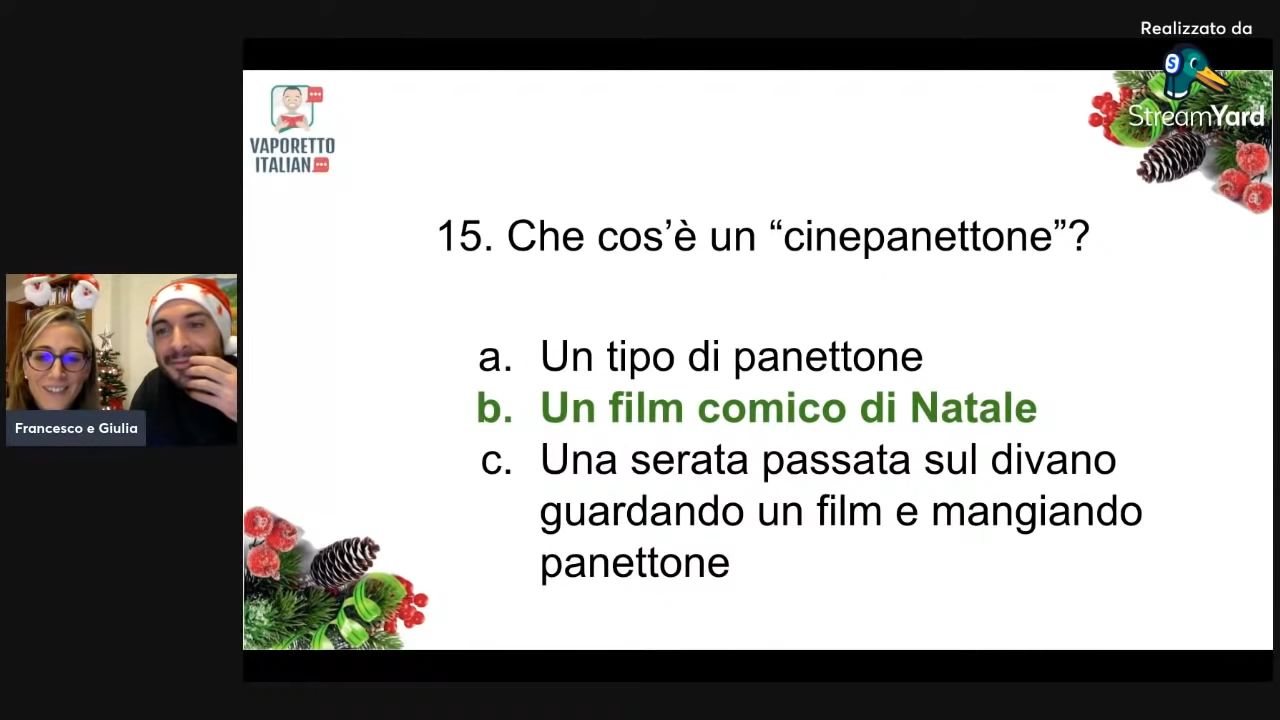 Realizzato da
StreamYard
VAPORETTO
ITALIAN
15. Che cos’è un “cinepanettone”?
a. Un tipo di panettone
b. Un film comico di Natale
c. Una serata passata sul divano
guardando un film e mangiando
panettone
Francesco e Giulia